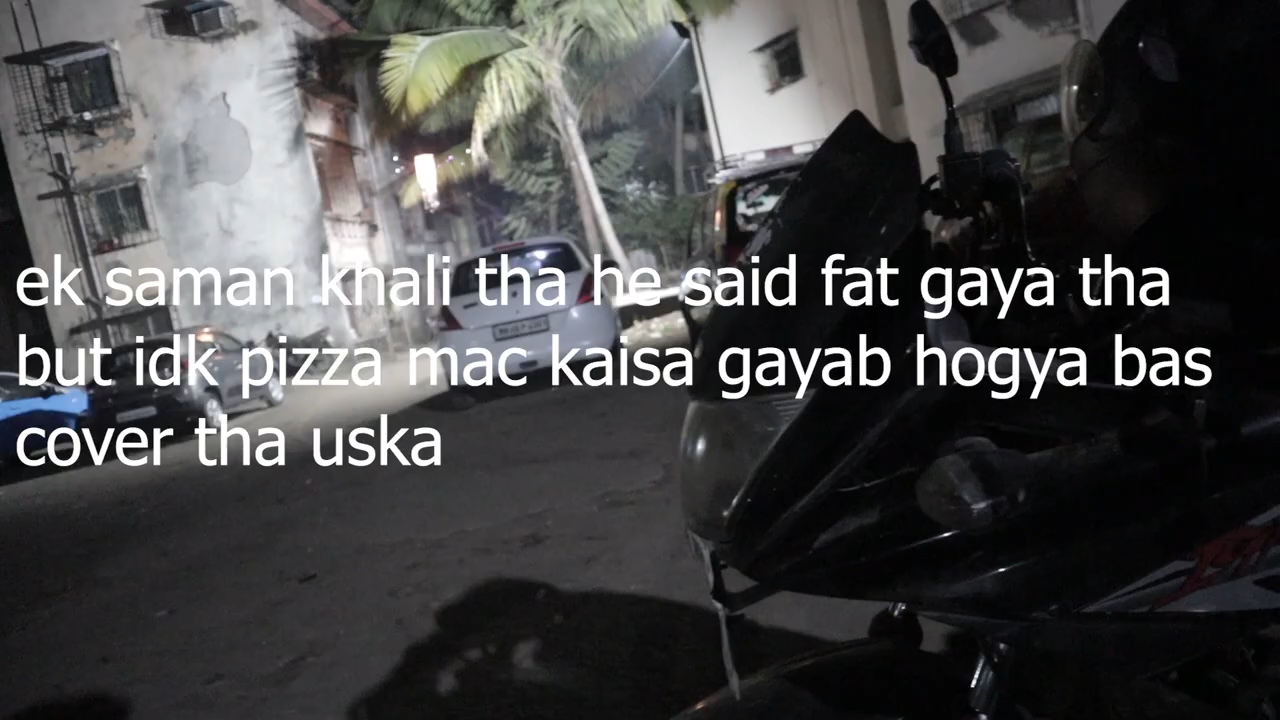 ek saman khali tha he said fat gaya tha
but idk pizza mac kaisa gayab hogya bas
cover tha uska